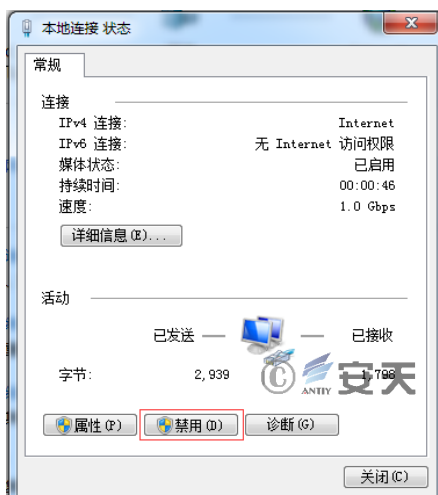 本地连接 状态
常规
连接
IPv4 连接: Internet
IPv6 连接: 无 Internet 访问权限
媒体状态: 已启用
持续时间: 00:00:46
速度: 1.0 Gbps
详细信息(E)...
活动
已发送 — — 已接收
字节: 2,939 1,798
© ANTIY 安天
属性(P) 禁用(D) 诊断(G)
关闭(C)